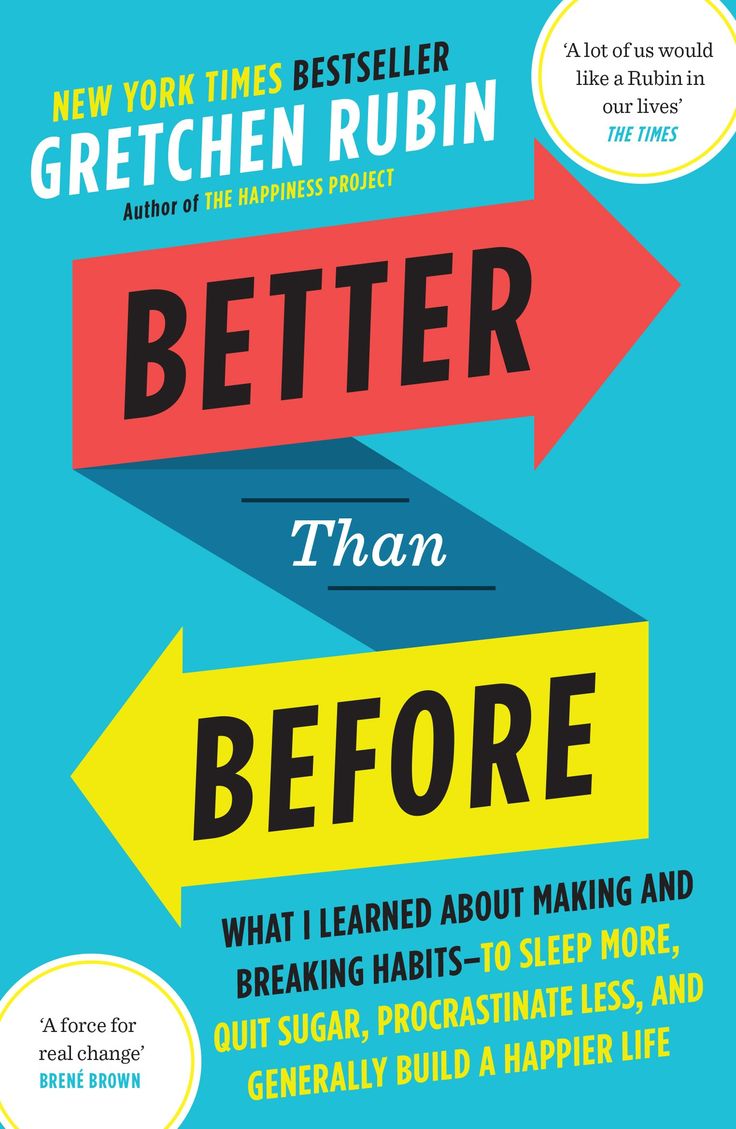 NEW YORK TIMES BESTSELLER
GRETCHEN RUBIN
Author of THE HAPPINESS PROJECT
‘A lot of us would
like a Rubin in
our lives’
THE TIMES
BETTER
Than
BEFORE
WHAT I LEARNED ABOUT MAKING AND
BREAKING HABITS–TO SLEEP MORE,
QUIT SUGAR, PROCRASTINATE LESS, AND
GENERALLY BUILD A HAPPIER LIFE
‘A force for
real change’
BRENÉ BROWN